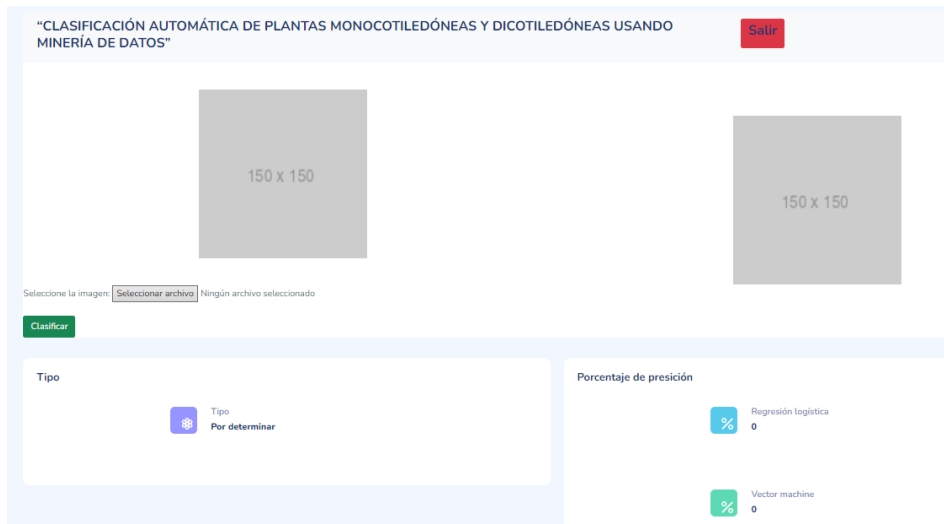 “CLASIFICACIÓN AUTOMÁTICA DE PLANTAS MONOCOTILEDÓNEAS Y DICOTILEDÓNEAS USANDO
MINERÍA DE DATOS”
Salir
150 x 150
150 x 150
Seleccione la imagen: Seleccionar archivo Ningún archivo seleccionado
Clasificar
Tipo
Tipo
Por determinar
Porcentaje de presición
Regresión logística
0
Vector machine
0